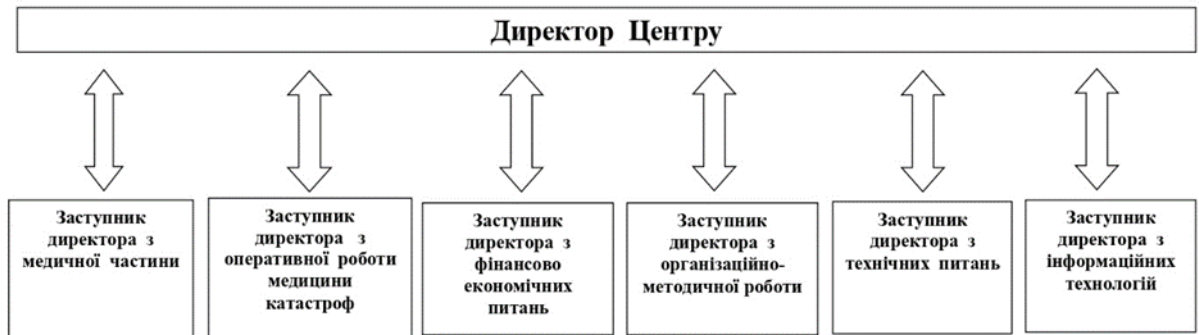 Директор Центру
Заступник
директора з
медичної частини
Заступник
директора з
оперативної роботи
медицини
катастроф
Заступник
директора з
фінансово
економічних
питань
Заступник
директора з
організаційно-
методичної роботи
Заступник
директора з
технічних питань
Заступник
директора з
інформаційних
технологій